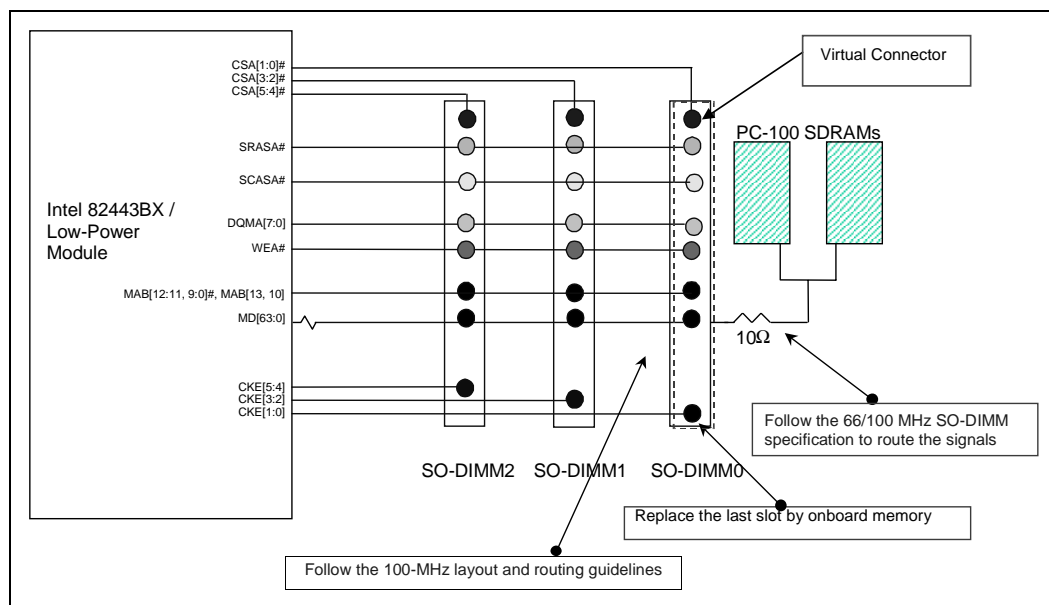 CSA[1:0]#
CSA[3:2]#
CSA[5:4]#
Virtual Connector
PC-100 SDRAMs
SRASA#
SCASA#
Intel 82443BX /
Low-Power
Module
DQMA[7:0]
WEA#
MAB[12:11, 9:0]#, MAB[13, 10]
MD[63:0]
10Ω
CKE[5:4]
CKE[3:2]
CKE[1:0]
Follow the 66/100 MHz SO-DIMM
specification to route the signals
SO-DIMM2
SO-DIMM1
SO-DIMM0
Replace the last slot by onboard memory
Follow the 100-MHz layout and routing guidelines